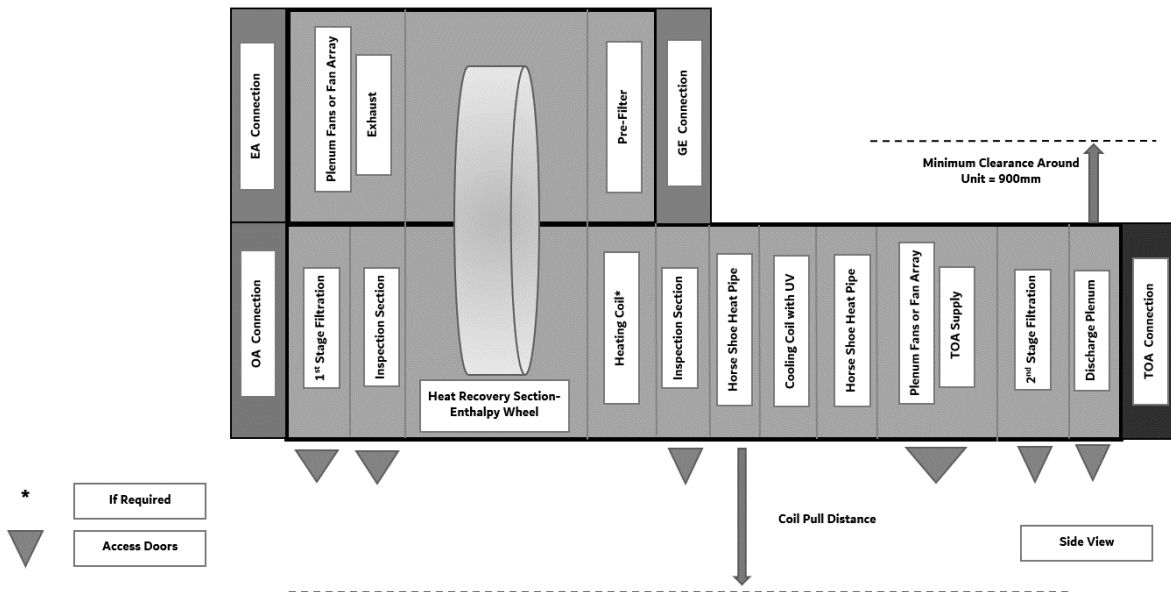 EA Connection
Plenum Fans or Fan Array
Exhaust
Pre-Filter
GE Connection
Minimum Clearance Around
Unit = 900mm
OA Connection
1st Stage Filtration
Inspection Section
Heat Recovery Section-
Enthalpy Wheel
Heating Coil*
Inspection Section
Horse Shoe Heat Pipe
Cooling Coil with UV
Horse Shoe Heat Pipe
Plenum Fans or Fan Array
TOA Supply
2nd Stage Filtration
Discharge Plenum
TOA Connection
* If Required
Access Doors
Coil Pull Distance
Side View